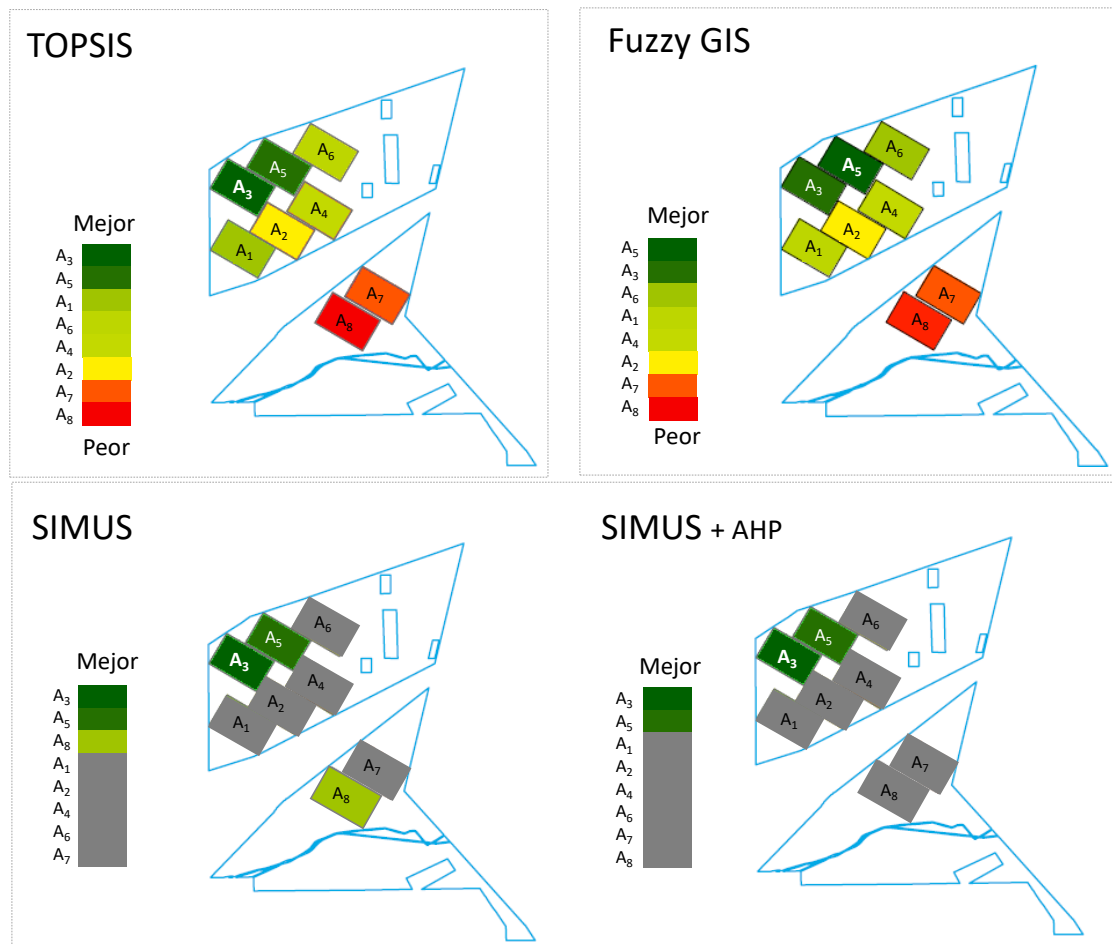 TOPSIS
A₆
A₅
A₃
A₄
A₂
A₁
A₇
A₈
Mejor
A₃
A₅
A₁
A₆
A₄
A₂
A₇
A₈
Peor
Fuzzy GIS
A₆
A₅
A₃
A₄
A₂
A₁
A₇
A₈
Mejor
A₅
A₃
A₆
A₁
A₄
A₂
A₇
A₈
Peor
SIMUS
A₆
A₅
A₃
A₄
A₂
A₁
A₇
A₈
Mejor
A₃
A₅
A₈
A₁
A₂
A₄
A₆
A₇
SIMUS + AHP
A₆
A₅
A₃
A₄
A₂
A₁
A₇
A₈
Mejor
A₃
A₅
A₁
A₂
A₄
A₆
A₇
A₈